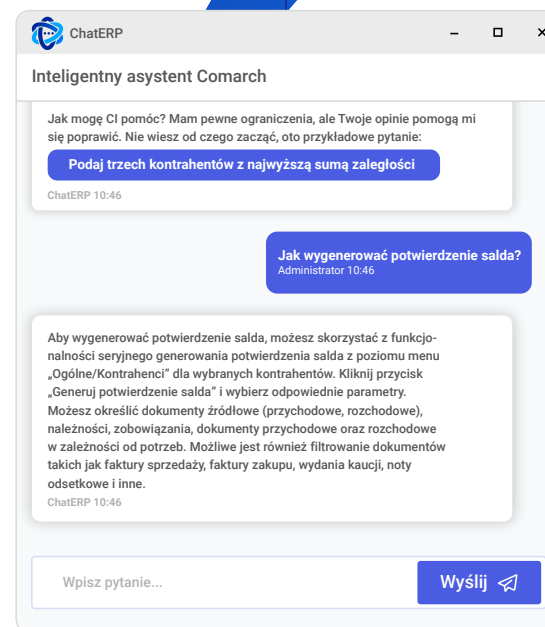 ChatERP
Inteligentny asystent Comarch
Jak mogę CI pomóc? Mam pewne ograniczenia, ale Twoje opinie pomogą mi
się poprawić. Nie wiesz od czego zacząć, oto przykładowe pytanie:
Podaj trzech kontrahentów z najwyższą sumą zaległości
ChatERP 10:46
Jak wygenerować potwierdzenie salda?
Administrator 10:46
Aby wygenerować potwierdzenie salda, możesz skorzystać z funkcjo-
nalności seryjnego generowania potwierdzenia salda z poziomu menu
„Ogólne/Kontrahenci” dla wybranych kontrahentów. Kliknij przycisk
„Generuj potwierdzenie salda” i wybierz odpowiednie parametry.
Możesz określić dokumenty źródłowe (przychodowe, rozchodowe),
należności, zobowiązania, dokumenty przychodowe oraz rozchodowe
w zależności od potrzeb. Możliwe jest również filtrowanie dokumentów
takich jak faktury sprzedaży, faktury zakupu, wydania kaucji, noty
odsetkowe i inne.
ChatERP 10:46
Wpisz pytanie...
Wyślij